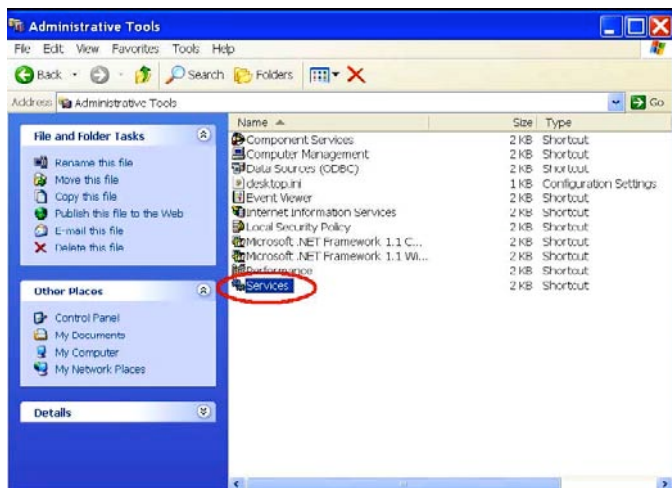 Administrative Tools
File Edit View Favorites Tools Help
Back Search Folders
Address Administrative Tools Go
File and Folder Tasks
Rename this file
Move this file
Copy this file
Publish this file to the Web
E-mail this file
Delete this file
Other Places
Control Panel
My Documents
My Computer
My Network Places
Details
Name Size Type
Component Services 2 KB Shortcut
Computer Management 2 KB Shortcut
Data Sources (ODBC) 2 KB Shortcut
desktop.ini 1 KB Configuration Settings
Event Viewer 2 KB Shortcut
Internet Information Services 2 KB Shortcut
Local Security Policy 2 KB Shortcut
Microsoft .NET Framework 1.1 C... 2 KB Shortcut
Microsoft .NET Framework 1.1 Wi... 2 KB Shortcut
Performance 2 KB Shortcut
Services 2 KB Shortcut